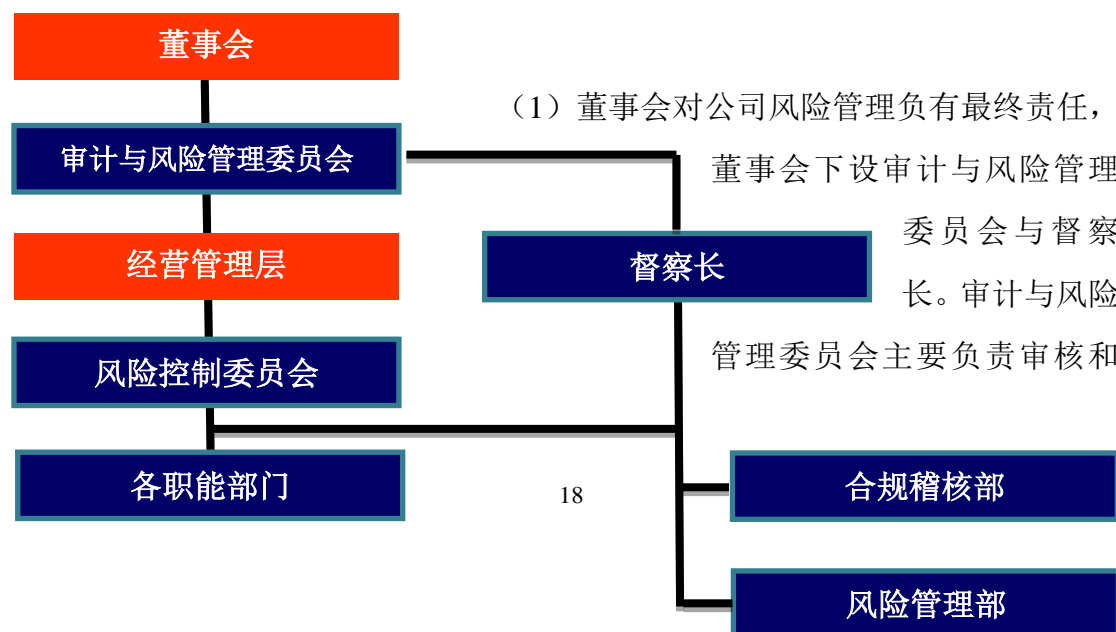 董事会
（1）董事会对公司风险管理负有最终责任，
审计与风险管理委员会
董事会下设审计与风险管理
委员会与督察
经营管理层
督察长
长。审计与风险
风险控制委员会
管理委员会主要负责审核和
各职能部门
18
合规稽核部
风险管理部